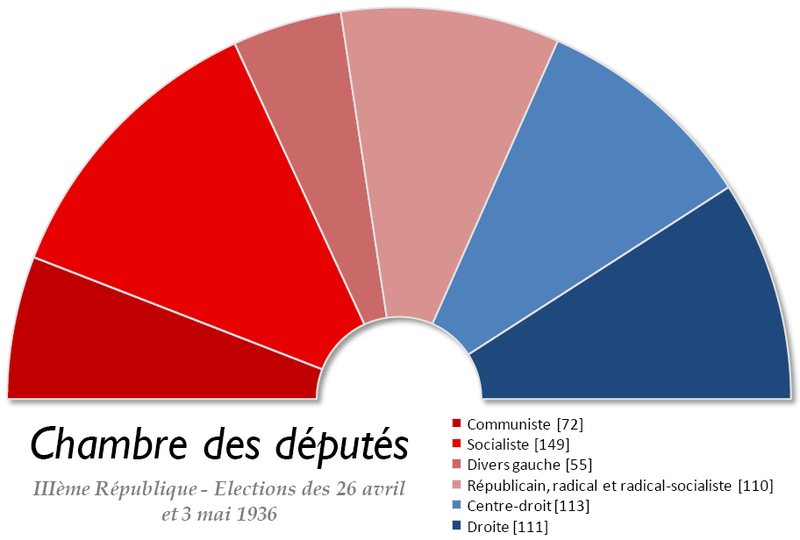 Chambre des députés
IIIème République - Elections des 26 avril
et 3 mai 1936
Communiste [72]
Socialiste [149]
Divers gauche [55]
Républicain, radical et radical-socialiste [110]
Centre-droit [113]
Droite [111]